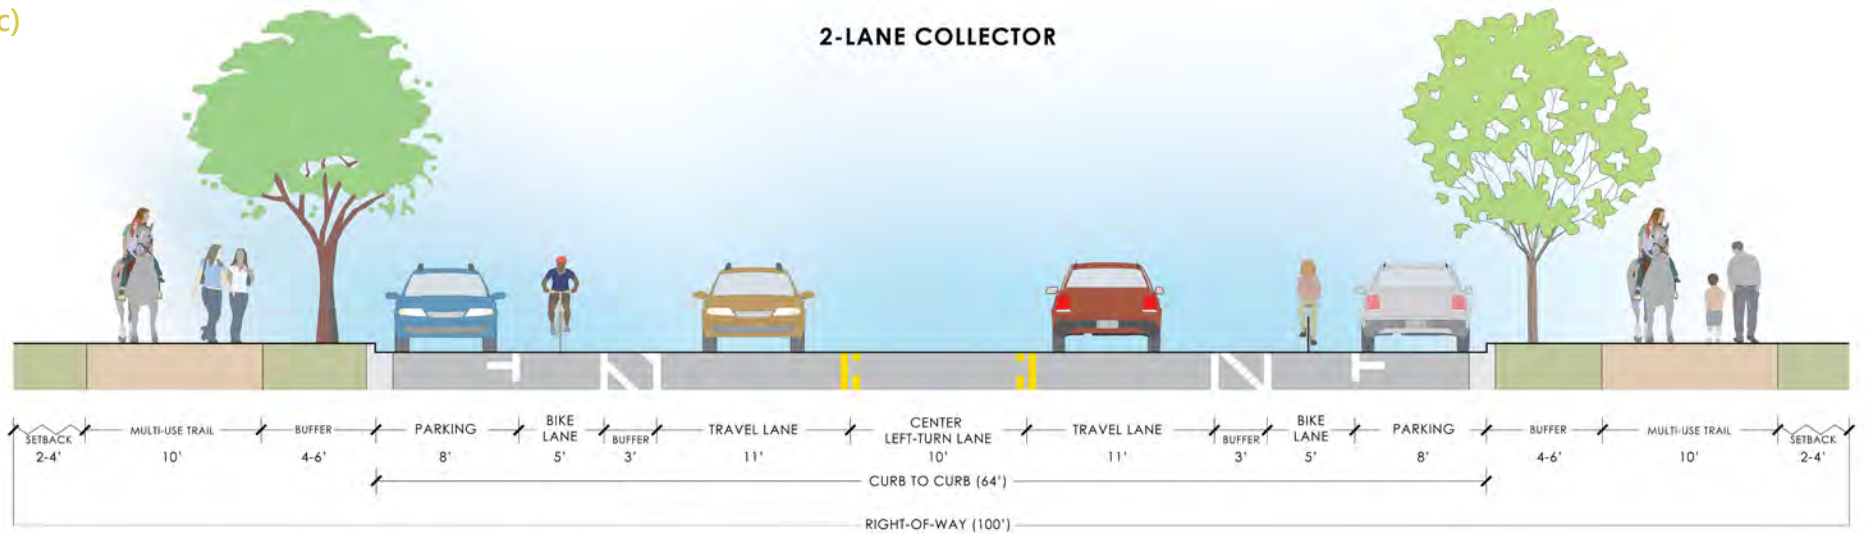 c)
2-LANE COLLECTOR
SETBACK
2-4'
MULTI-USE TRAIL
10'
BUFFER
4-6'
PARKING
8'
BIKE
LANE
5'
BUFFER
3'
TRAVEL LANE
11'
CENTER
LEFT-TURN LANE
10'
TRAVEL LANE
11'
BUFFER
3'
BIKE
LANE
5'
PARKING
8'
BUFFER
4-6'
MULTI-USE TRAIL
10'
SETBACK
2-4'
CURB TO CURB (64')
RIGHT-OF-WAY (100')